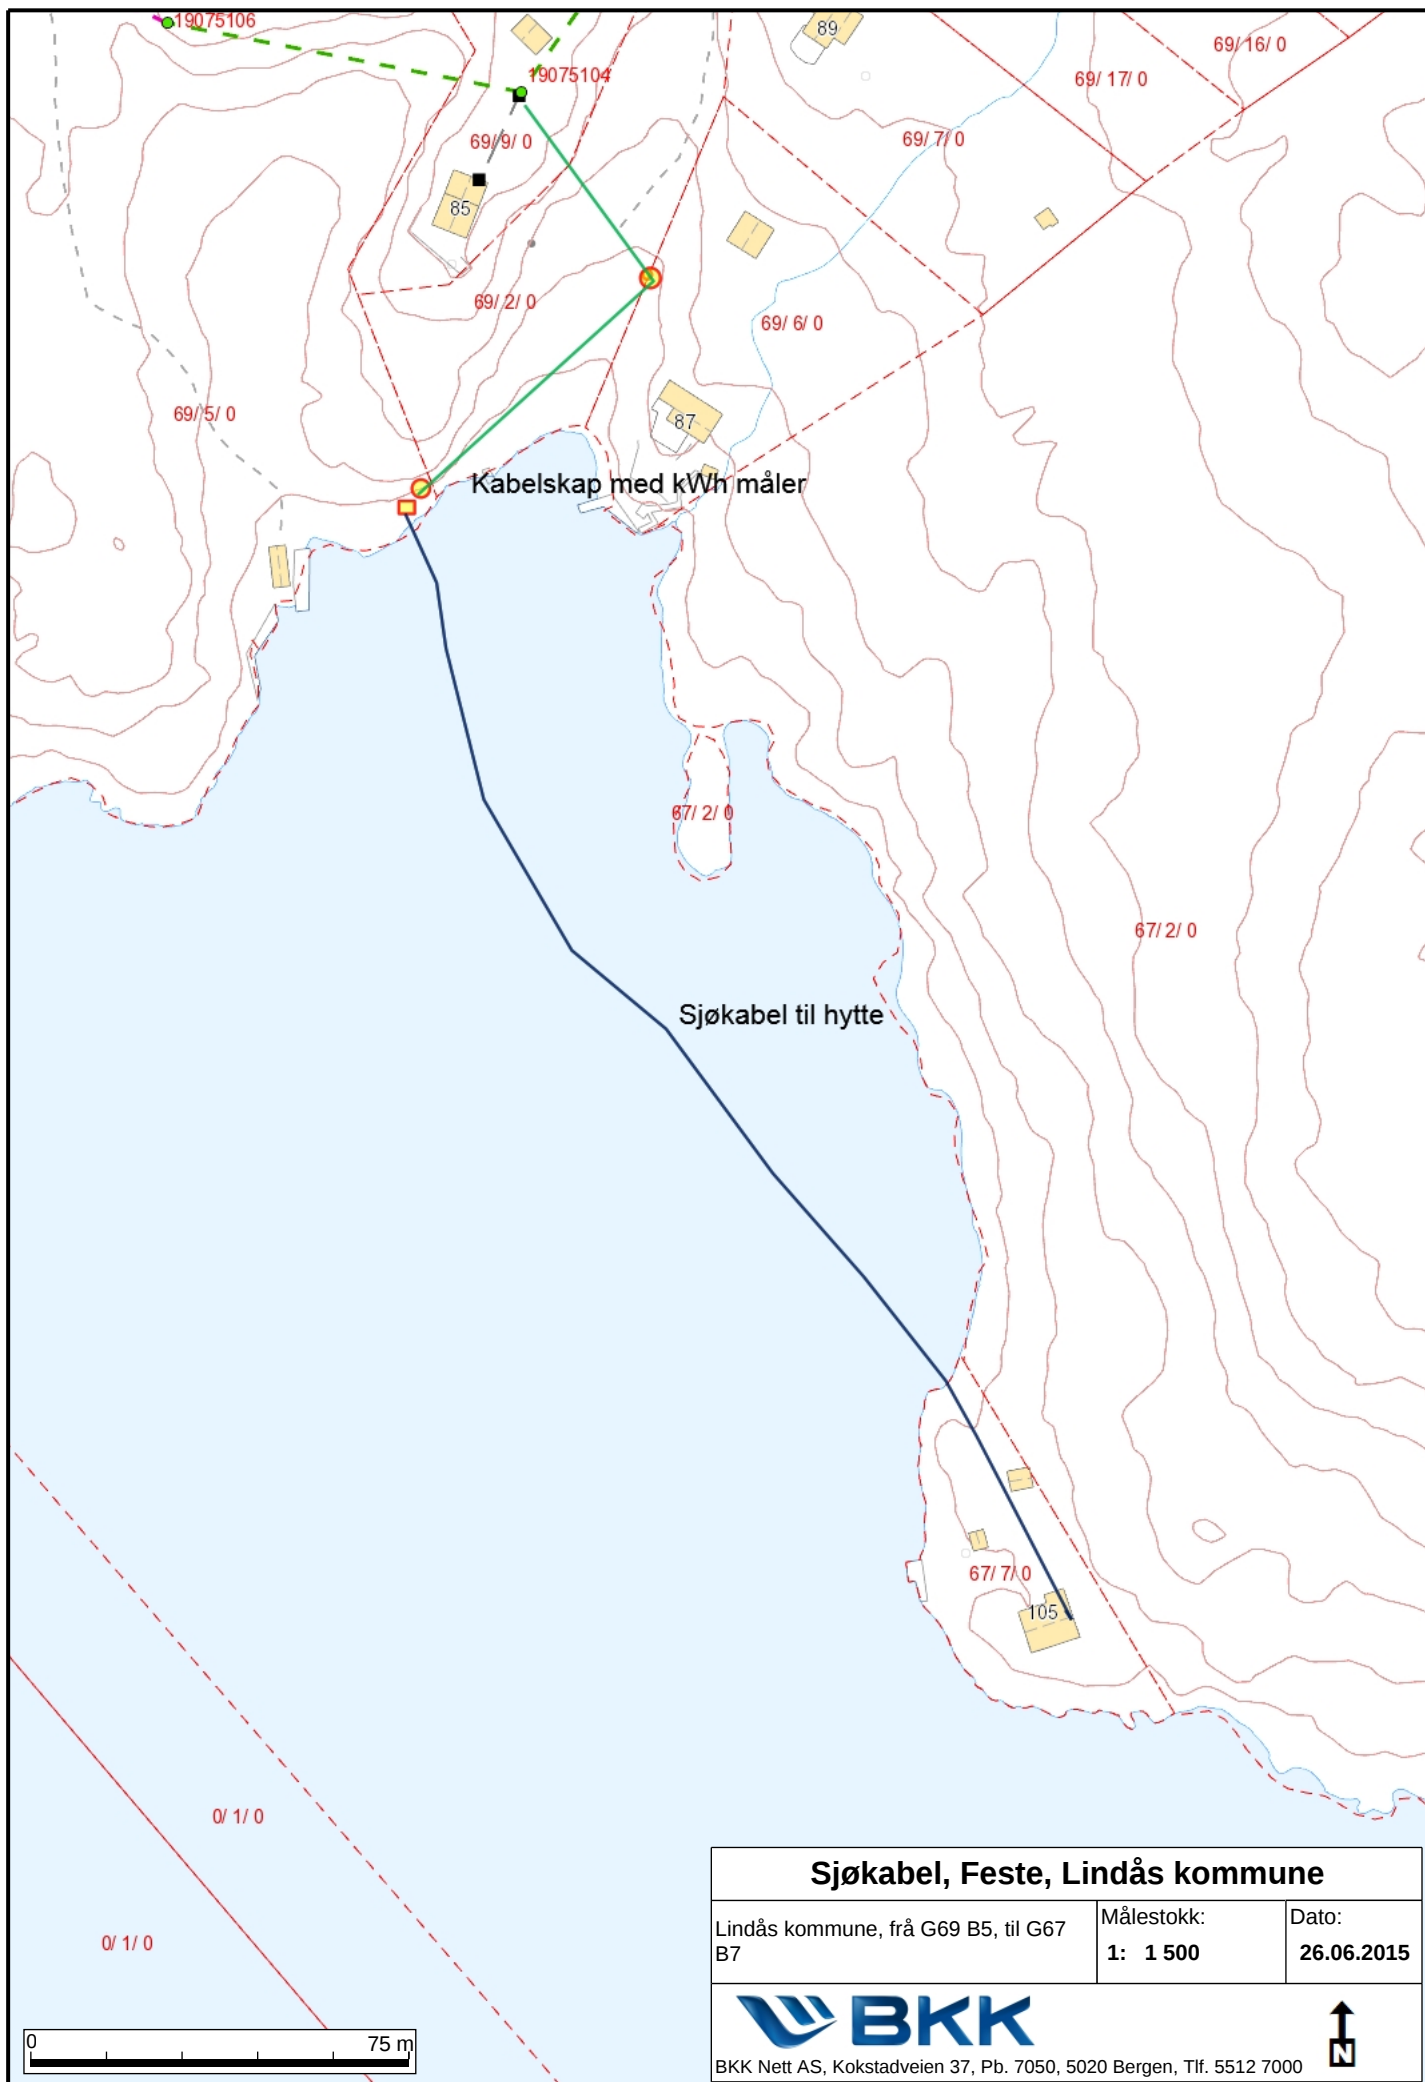 19075106
89
69/ 16/ 0
19075104
69/ 17/ 0
69/ 9/ 0
69/ 7/ 0
85
69/ 2/ 0
69/ 6/ 0
69/ 5/ 0
87
Kabelskap med kWh måler
67/ 2/ 0
67/ 2/ 0
Sjøkabel til hytte
67/ 7/ 0
105
0/ 1/ 0
0/ 1/ 0
Sjøkabel, Feste, Lindås kommune
Lindås kommune, frå G69 B5, til G67
B7
Målestokk:
1: 1 500
Dato:
26.06.2015
BKK
N
BKK Nett AS, Kokstadveien 37, Pb. 7050, 5020 Bergen, Tlf. 5512 7000
0 75 m